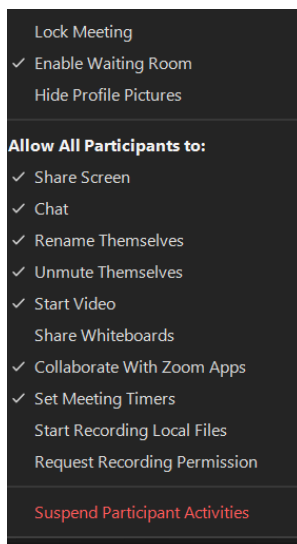 Lock Meeting
✓ Enable Waiting Room
Hide Profile Pictures
Allow All Participants to:
✓ Share Screen
✓ Chat
✓ Rename Themselves
✓ Unmute Themselves
✓ Start Video
Share Whiteboards
✓ Collaborate With Zoom Apps
✓ Set Meeting Timers
Start Recording Local Files
Request Recording Permission
Suspend Participant Activities